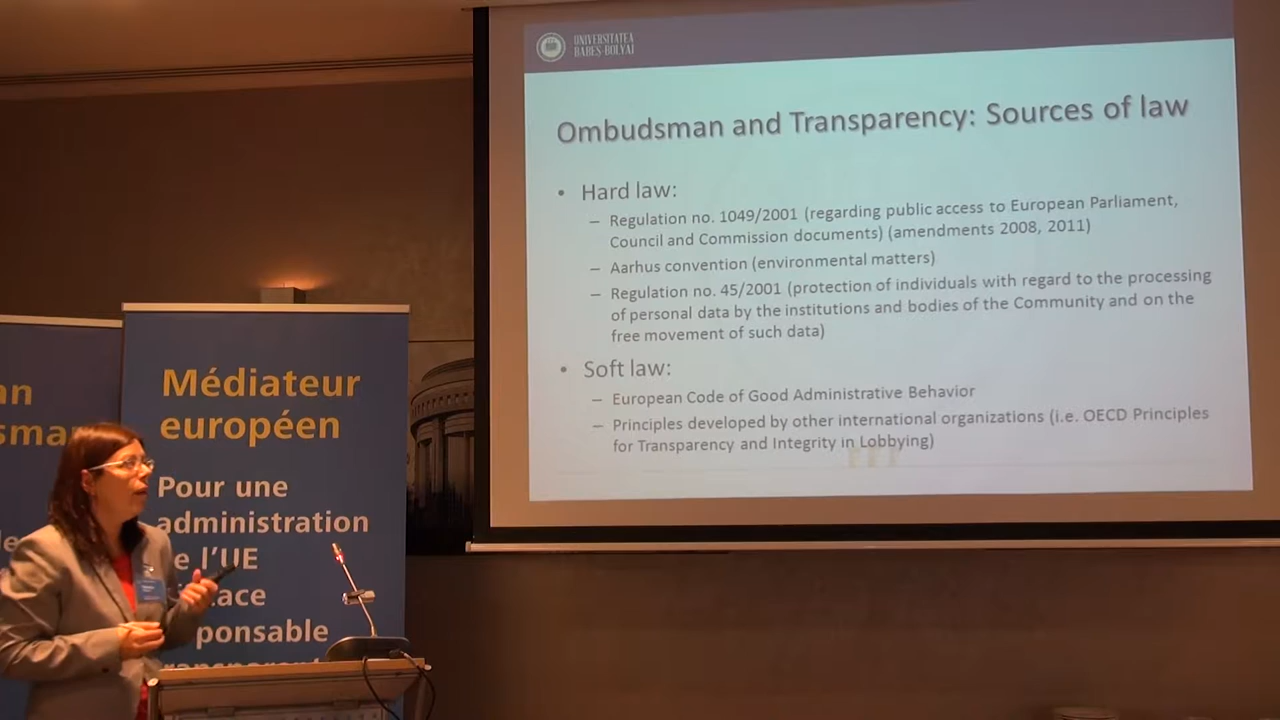 UNIVERSITATEA
BABEȘ-BOLYAI
Ombudsman and Transparency: Sources of law
• Hard law:
– Regulation no. 1049/2001 (regarding public access to European Parliament,
Council and Commission documents) (amendments 2008, 2011)
– Aarhus convention (environmental matters)
– Regulation no. 45/2001 (protection of individuals with regard to the processing
of personal data by the institutions and bodies of the Community and on the
free movement of such data)
• Soft law:
– European Code of Good Administrative Behavior
– Principles developed by other international organizations (i.e. OECD Principles
for Transparency and Integrity in Lobbying)
Médiateur
européen
Pour une
administration
l’UE